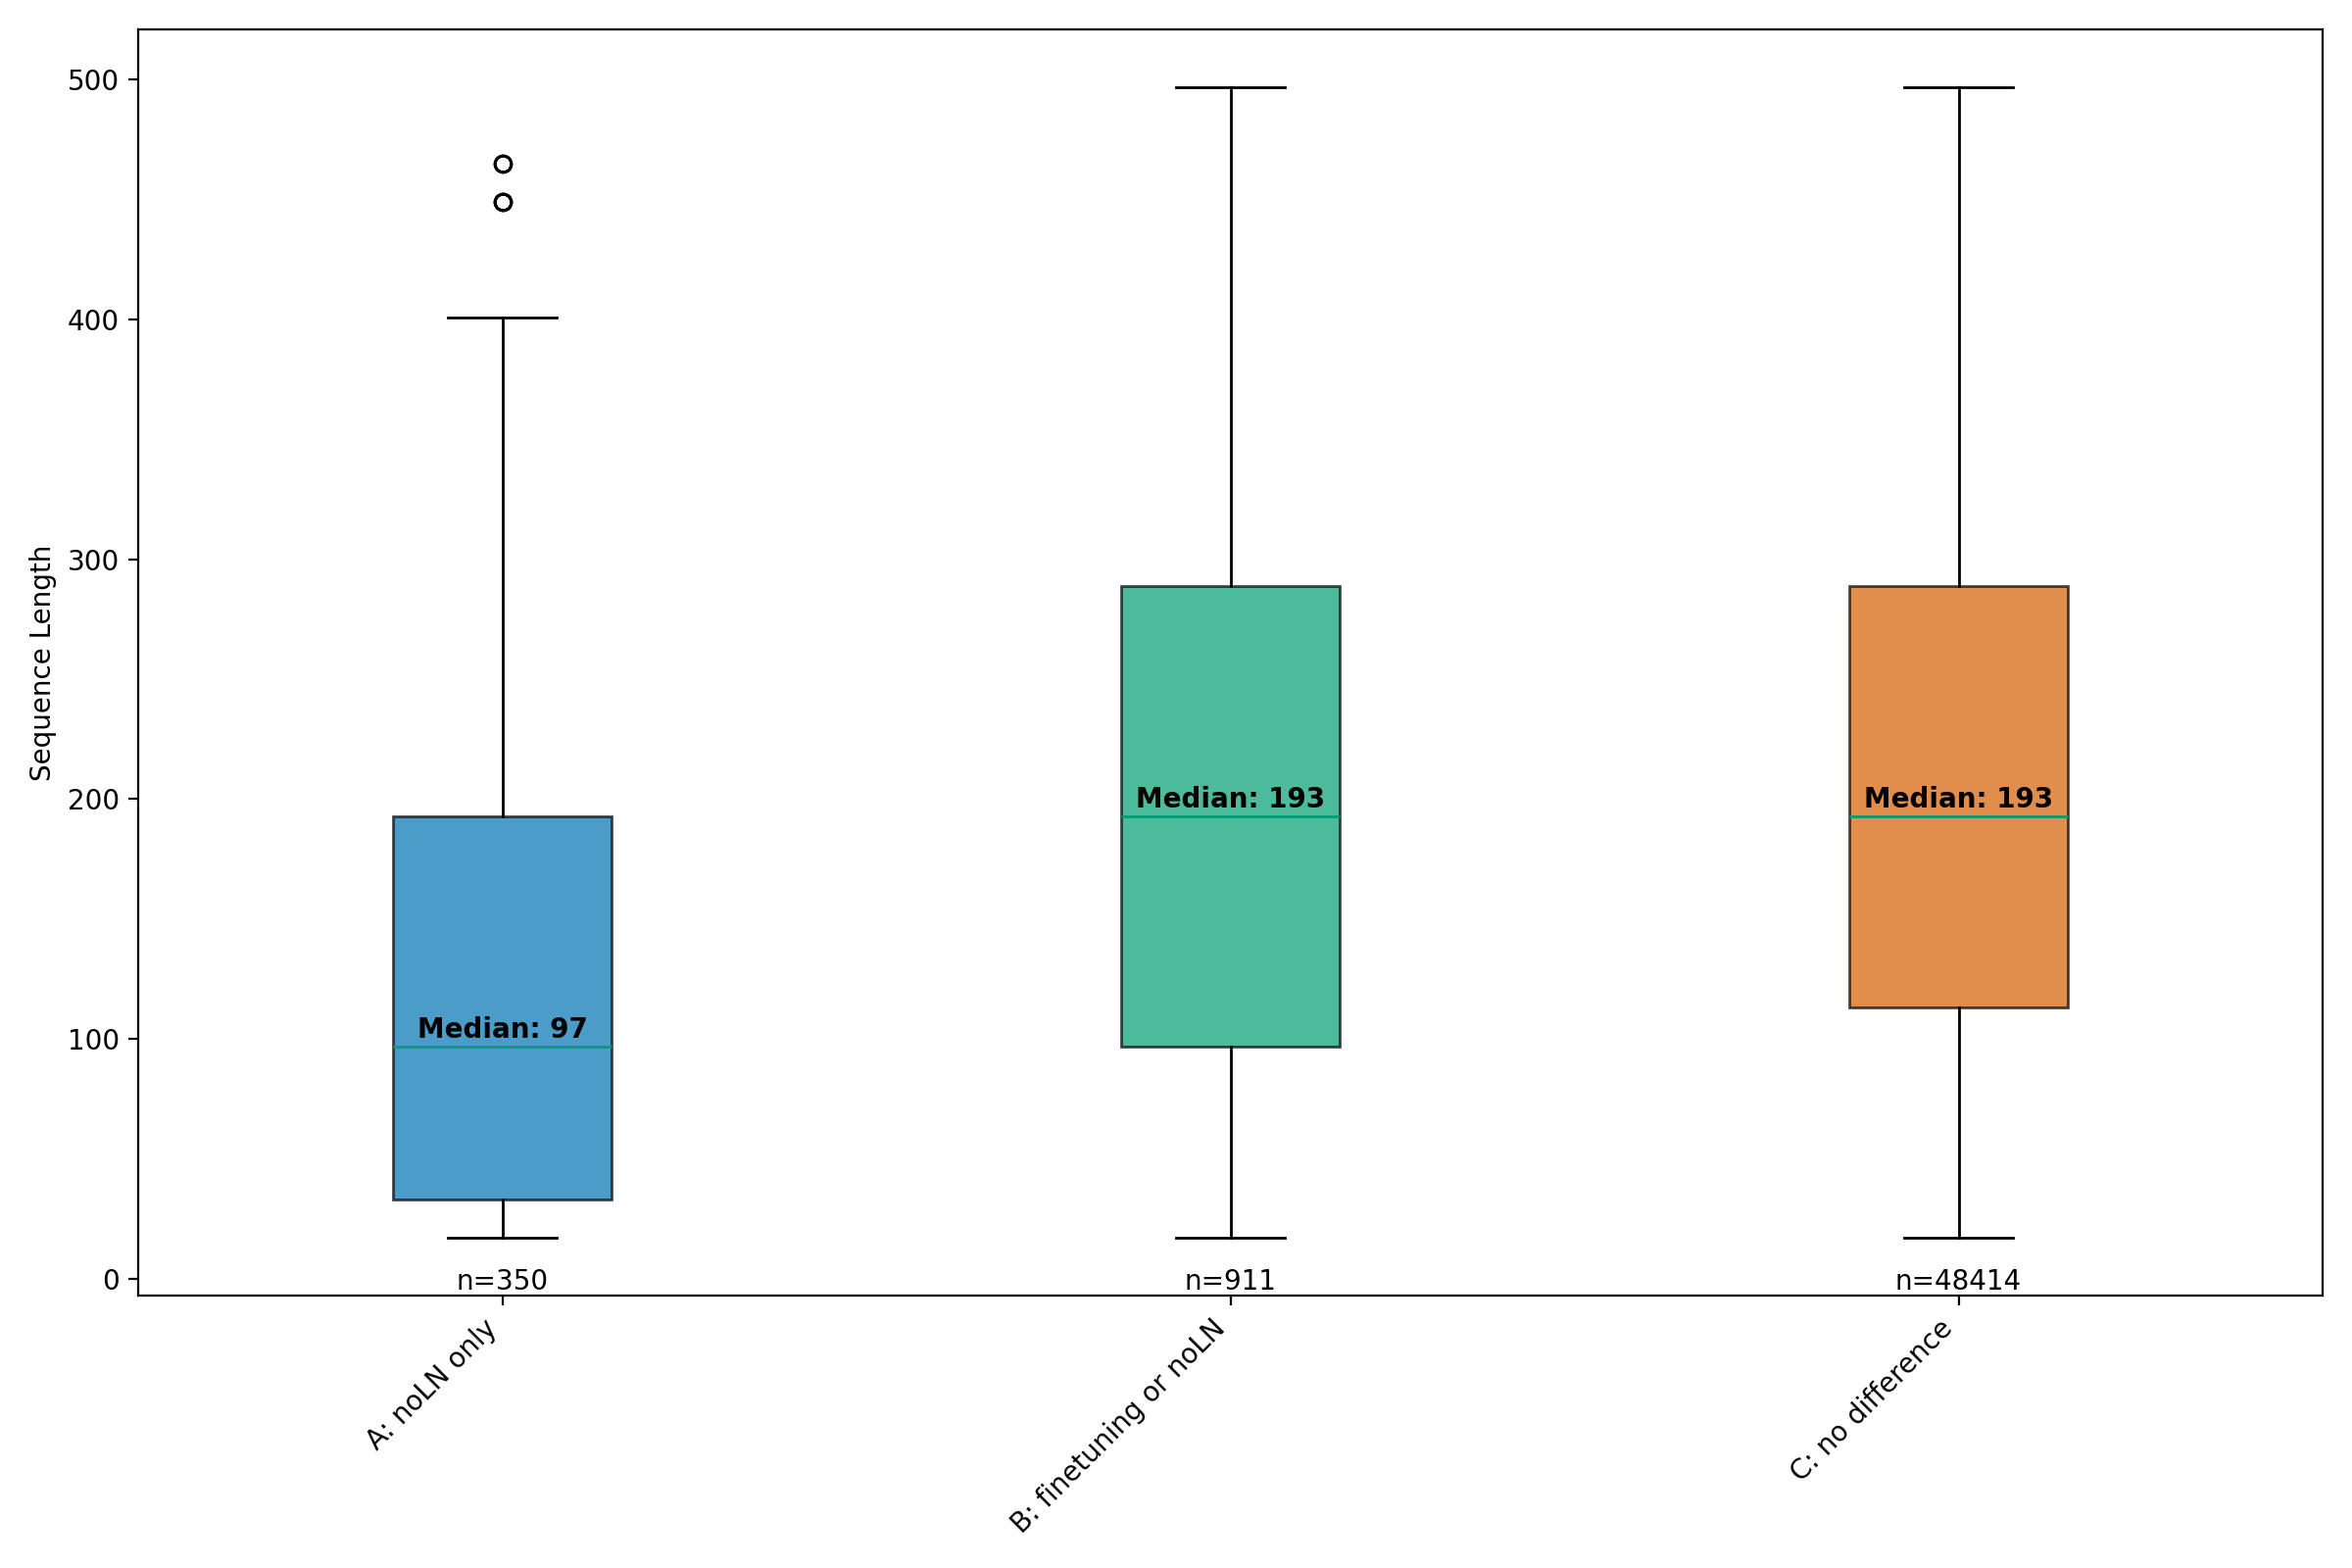 500
400
300
200
100
0
Sequence Length
Median: 97
Median: 193
Median: 193
n=350
n=911
n=48414
A: noLN only
B: finetuning or noLN
C: no difference